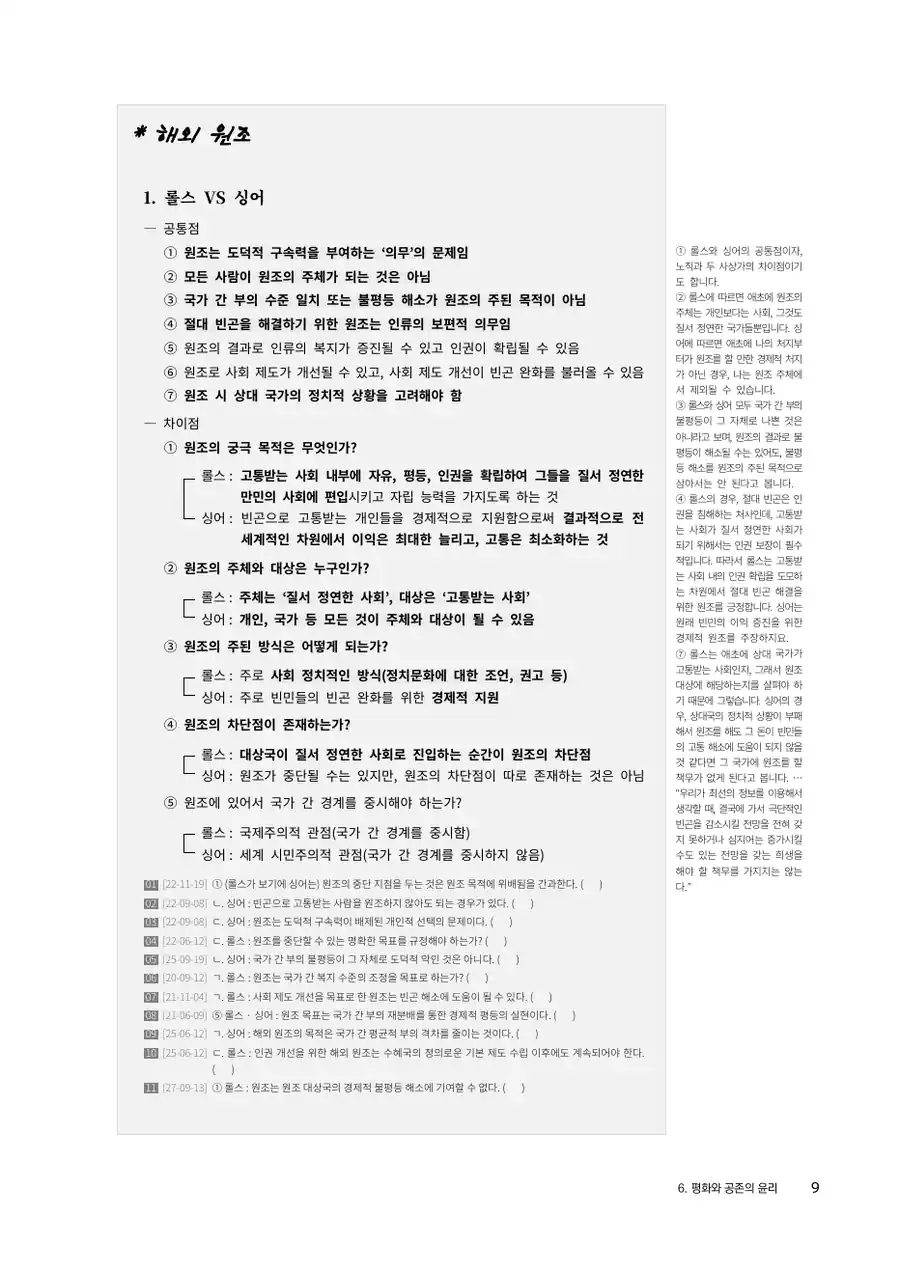 * 해외 원조
1. 롤스 VS 싱어
― 공통점
① 원조는 도덕적 구속력을 부여하는 ‘의무’의 문제임
② 모든 사람이 원조의 주체가 되는 것은 아님
③ 국가 간 부의 수준 일치 또는 불평등 해소가 원조의 주된 목적이 아님
④ 절대 빈곤을 해결하기 위한 원조는 인류의 보편적 의무임
⑤ 원조의 결과로 인류의 복지가 증진될 수 있고 인권이 확립될 수 있음
⑥ 원조로 사회 제도가 개선될 수 있고, 사회 제도 개선이 빈곤 완화를 불러올 수 있음
⑦ 원조 시 상대 국가의 정치적 상황을 고려해야 함
― 차이점
① 원조의 궁극 목적은 무엇인가?
롤스 : 고통받는 사회 내부에 자유, 평등, 인권을 확립하여 그들을 질서 정연한
만민의 사회에 편입시키고 자립 능력을 가지도록 하는 것
싱어 : 빈곤으로 고통받는 개인들을 경제적으로 지원함으로써 결과적으로 전
세계적인 차원에서 이익은 최대한 늘리고, 고통은 최소화하는 것
② 원조의 주체와 대상은 누구인가?
롤스 : 주체는 ‘질서 정연한 사회’, 대상은 ‘고통받는 사회’
싱어 : 개인, 국가 등 모든 것이 주체와 대상이 될 수 있음
③ 원조의 주된 방식은 어떻게 되는가?
롤스 : 주로 사회 정치적인 방식(정치문화에 대한 조언, 권고 등)
싱어 : 주로 빈민들의 빈곤 완화를 위한 경제적 지원
④ 원조의 차단점이 존재하는가?
롤스 : 대상국이 질서 정연한 사회로 진입하는 순간이 원조의 차단점
싱어 : 원조가 중단될 수는 있지만, 원조의 차단점이 따로 존재하는 것은 아님
⑤ 원조에 있어서 국가 간 경계를 중시해야 하는가?
롤스 : 국제주의적 관점(국가 간 경계를 중시함)
싱어 : 세계 시민주의적 관점(국가 간 경계를 중시하지 않음)
01 [22-11-19] ① (롤스가 보기에 싱어는) 원조의 중단 지점을 두는 것은 원조 목적에 위배됨을 간과한다. ( )
02 [22-09-08] ㄴ. 싱어 : 빈곤으로 고통받는 사람을 원조하지 않아도 되는 경우가 있다. ( )
03 [22-09-08] ㄷ. 싱어 : 원조는 도덕적 구속력이 배제된 개인적 선택의 문제이다. ( )
04 [22-06-12] ㄷ. 롤스 : 원조를 중단할 수 있는 명확한 목표를 규정해야 하는가? ( )
05 [25-09-19] ㄴ. 싱어 : 국가 간 부의 불평등이 그 자체로 도덕적 악인 것은 아니다. ( )
06 [20-09-12] ㄱ. 롤스 : 원조는 국가 간 복지 수준의 조정을 목표로 하는가? ( )
07 [21-11-04] ㄱ. 롤스 : 사회 제도 개선을 목표로 한 원조는 빈곤 해소에 도움이 될 수 있다. ( )
08 [21-06-09] ⑤ 롤스 · 싱어 : 원조 목표는 국가 간 부의 재분배를 통한 경제적 평등의 실현이다. ( )
09 [25-06-12] ㄱ. 싱어 : 해외 원조의 목적은 국가 간 평균적 부의 격차를 줄이는 것이다. ( )
10 [25-06-12] ㄷ. 롤스 : 인권 개선을 위한 해외 원조는 수혜국의 정의로운 기본 제도 수립 이후에도 계속되어야 한다.
( )
11 [27-09-13] ① 롤스 : 원조는 원조 대상국의 경제적 불평등 해소에 기여할 수 없다. ( )
① 롤스와 싱어의 공통점이자,
노직과 두 사상가의 차이점이기
도 합니다.
② 롤스에 따르면 애초에 원조의
주체는 개인보다는 사회, 그것도
질서 정연한 국가들뿐입니다. 싱
어에 따르면 애초에 나의 처지부
터가 원조를 할 만한 경제적 처지
가 아닌 경우, 나는 원조 주체에
서 제외될 수 있습니다.
③ 롤스와 싱어 모두 국가 간 부의
불평등이 그 자체로 나쁜 것은
아니라고 보며, 원조의 결과로 불
평등이 해소될 수는 있어도, 불평
등 해소를 원조의 주된 목적으로
삼아서는 안 된다고 봅니다.
④ 롤스의 경우, 절대 빈곤은 인
권을 침해하는 처사인데, 고통받
는 사회가 질서 정연한 사회가
되기 위해서는 인권 보장이 필수
적입니다. 따라서 롤스는 고통받
는 사회 내의 인권 확립을 도모하
는 차원에서 절대 빈곤 해결을
위한 원조를 긍정합니다. 싱어는
원래 빈민의 이익 증진을 위한
경제적 원조를 주장하지요.
⑦ 롤스는 애초에 상대 국가가
고통받는 사회인지, 그래서 원조
대상에 해당하는지를 살펴야 하
기 때문에 그렇습니다. 싱어의 경
우, 상대국의 정치적 상황이 부패
해서 원조를 해도 그 돈이 빈민들
의 고통 해소에 도움이 되지 않을
것 같다면 그 국가에 원조를 할
책무가 없게 된다고 봅니다. …
“우리가 최선의 정보를 이용해서
생각할 때, 결국에 가서 극단적인
빈곤을 감소시킬 전망을 전혀 갖
지 못하거나 심지어는 증가시킬
수도 있는 전망을 갖는 희생을
해야 할 책무를 가지지는 않는
다.”
6. 평화와 공존의 윤리 9